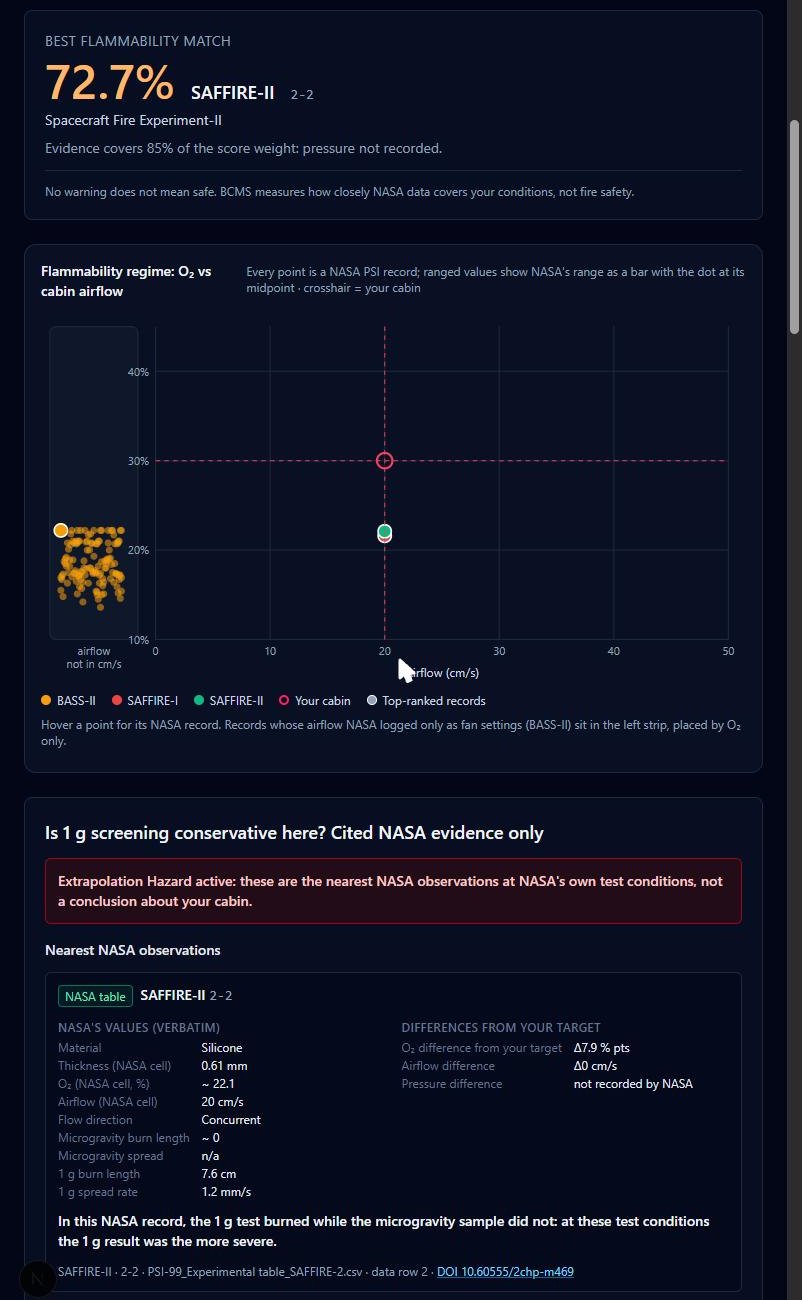 BEST FLAMMABILITY MATCH
72.7% SAFFIRE-II 2-2
Spacecraft Fire Experiment-II
Evidence covers 85% of the score weight: pressure not recorded.
No warning does not mean safe. BCMS measures how closely NASA data covers your conditions, not fire safety.
Flammability regime: O₂ vs
cabin airflow
Every point is a NASA PSI record; ranged values show NASA's range as a bar with the dot at its
midpoint · crosshair = your cabin
40%
30%
20%
10%
airflow
not in cm/s
0 10 20 30 40 50
irflow (cm/s)
BASS-II SAFFIRE-I SAFFIRE-II Your cabin Top-ranked records
Hover a point for its NASA record. Records whose airflow NASA logged only as fan settings (BASS-II) sit in the left strip, placed by O₂
only.
Is 1 g screening conservative here? Cited NASA evidence only
Extrapolation Hazard active: these are the nearest NASA observations at NASA's own test conditions, not
a conclusion about your cabin.
Nearest NASA observations
NASA table SAFFIRE-II 2-2
NASA'S VALUES (VERBATIM)
Material Silicone
Thickness (NASA cell) 0.61 mm
O₂ (NASA cell, %) ~ 22.1
Airflow (NASA cell) 20 cm/s
Flow direction Concurrent
Microgravity burn length ~ 0
Microgravity spread n/a
1 g burn length 7.6 cm
1 g spread rate 1.2 mm/s
DIFFERENCES FROM YOUR TARGET
O₂ difference from your target Δ7.9 % pts
Airflow difference Δ0 cm/s
Pressure difference not recorded by NASA
In this NASA record, the 1 g test burned while the microgravity sample did not: at these test conditions
the 1 g result was the more severe.
SAFFIRE-II · 2-2 · PSI-99_Experimental table_SAFFIRE-2.csv · data row 2 · DOI 10.60555/2chp-m469
N